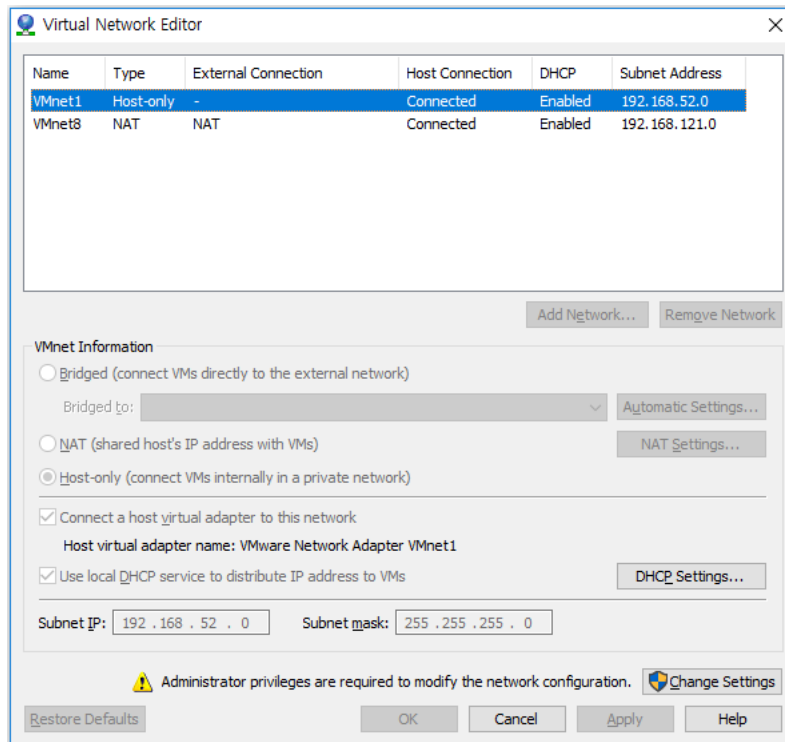 Virtual Network Editor
Name Type External Connection Host Connection DHCP Subnet Address
VMnet1 Host-only - Connected Enabled 192.168.52.0
VMnet8 NAT NAT Connected Enabled 192.168.121.0
Add Network... Remove Network
VMnet Information
Bridged (connect VMs directly to the external network)
Bridged to: Automatic Settings...
NAT (shared host's IP address with VMs) NAT Settings...
Host-only (connect VMs internally in a private network)
Connect a host virtual adapter to this network
Host virtual adapter name: VMware Network Adapter VMnet1
Use local DHCP service to distribute IP address to VMs DHCP Settings...
Subnet IP: 192 . 168 . 52 . 0 Subnet mask: 255 . 255 . 255 . 0
Administrator privileges are required to modify the network configuration. Change Settings
Restore Defaults OK Cancel Apply Help